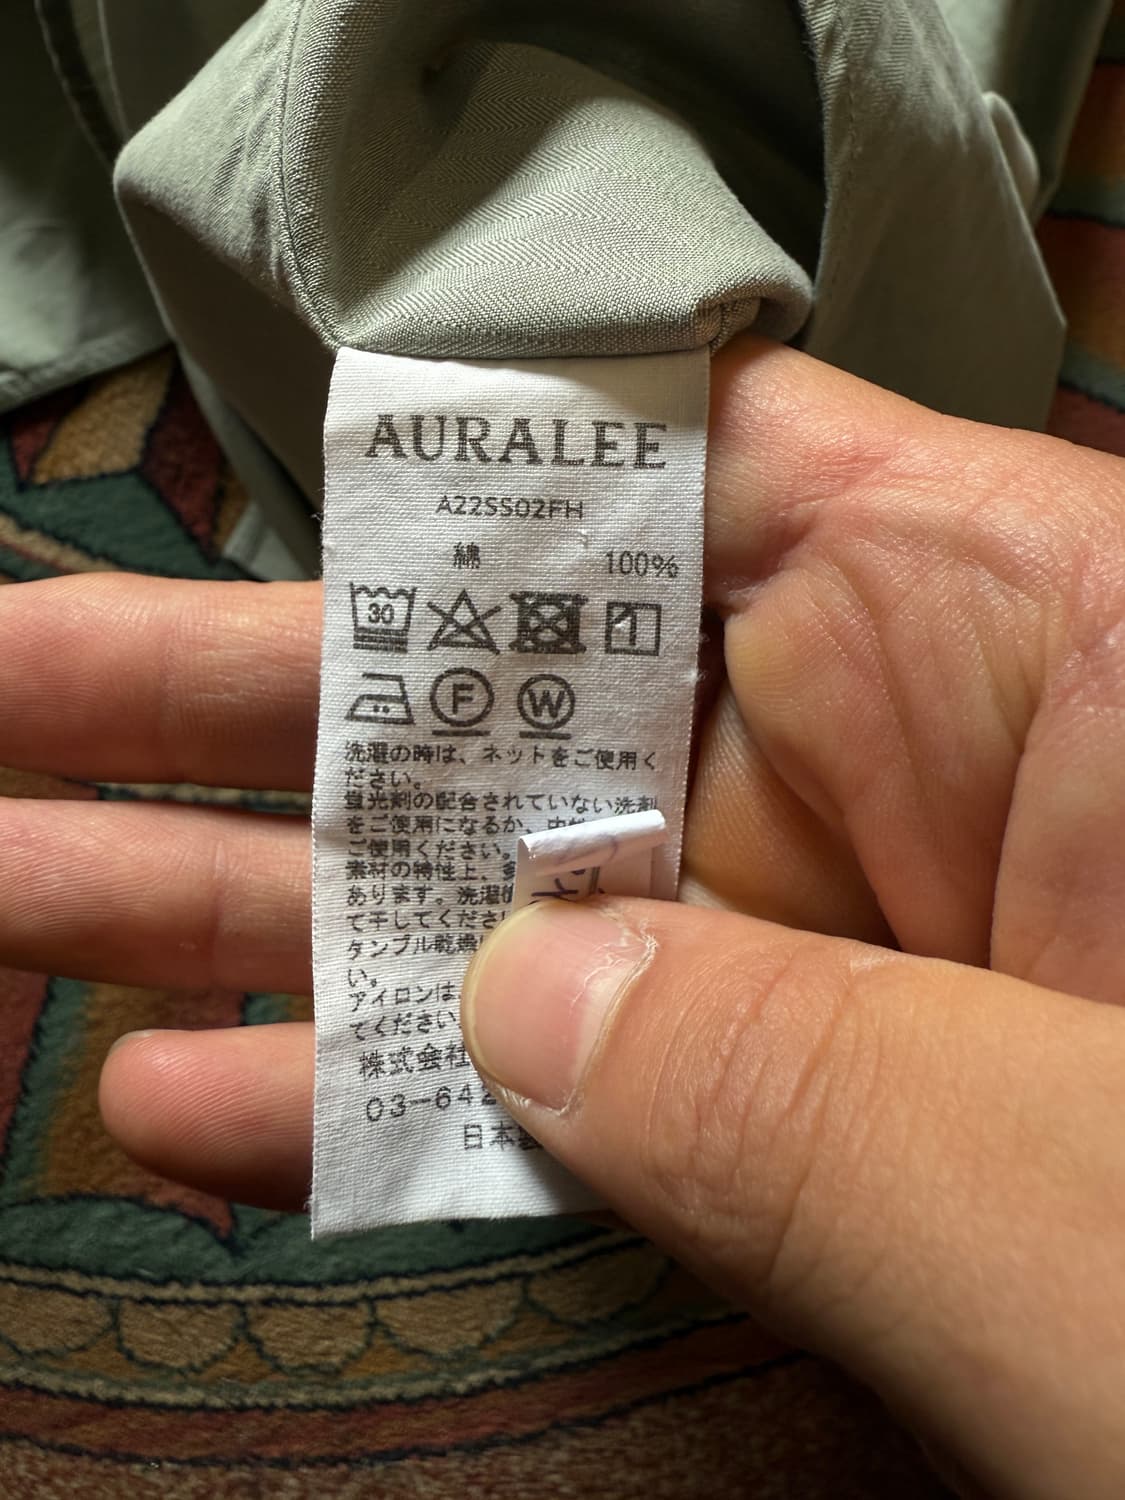 AURALEE
A22SS02FH
綿 100%
30
F W
洗濯の時は、ネットをご使用く
ださい。
蛍光剤の配合されていない洗剤
をご使用になるか、中
ご使用ください。
素材の特性上、
あります。洗濯
て干してくださ
タンブル乾燥
い。
アイロンは
てください
株式会社
03-642
日本